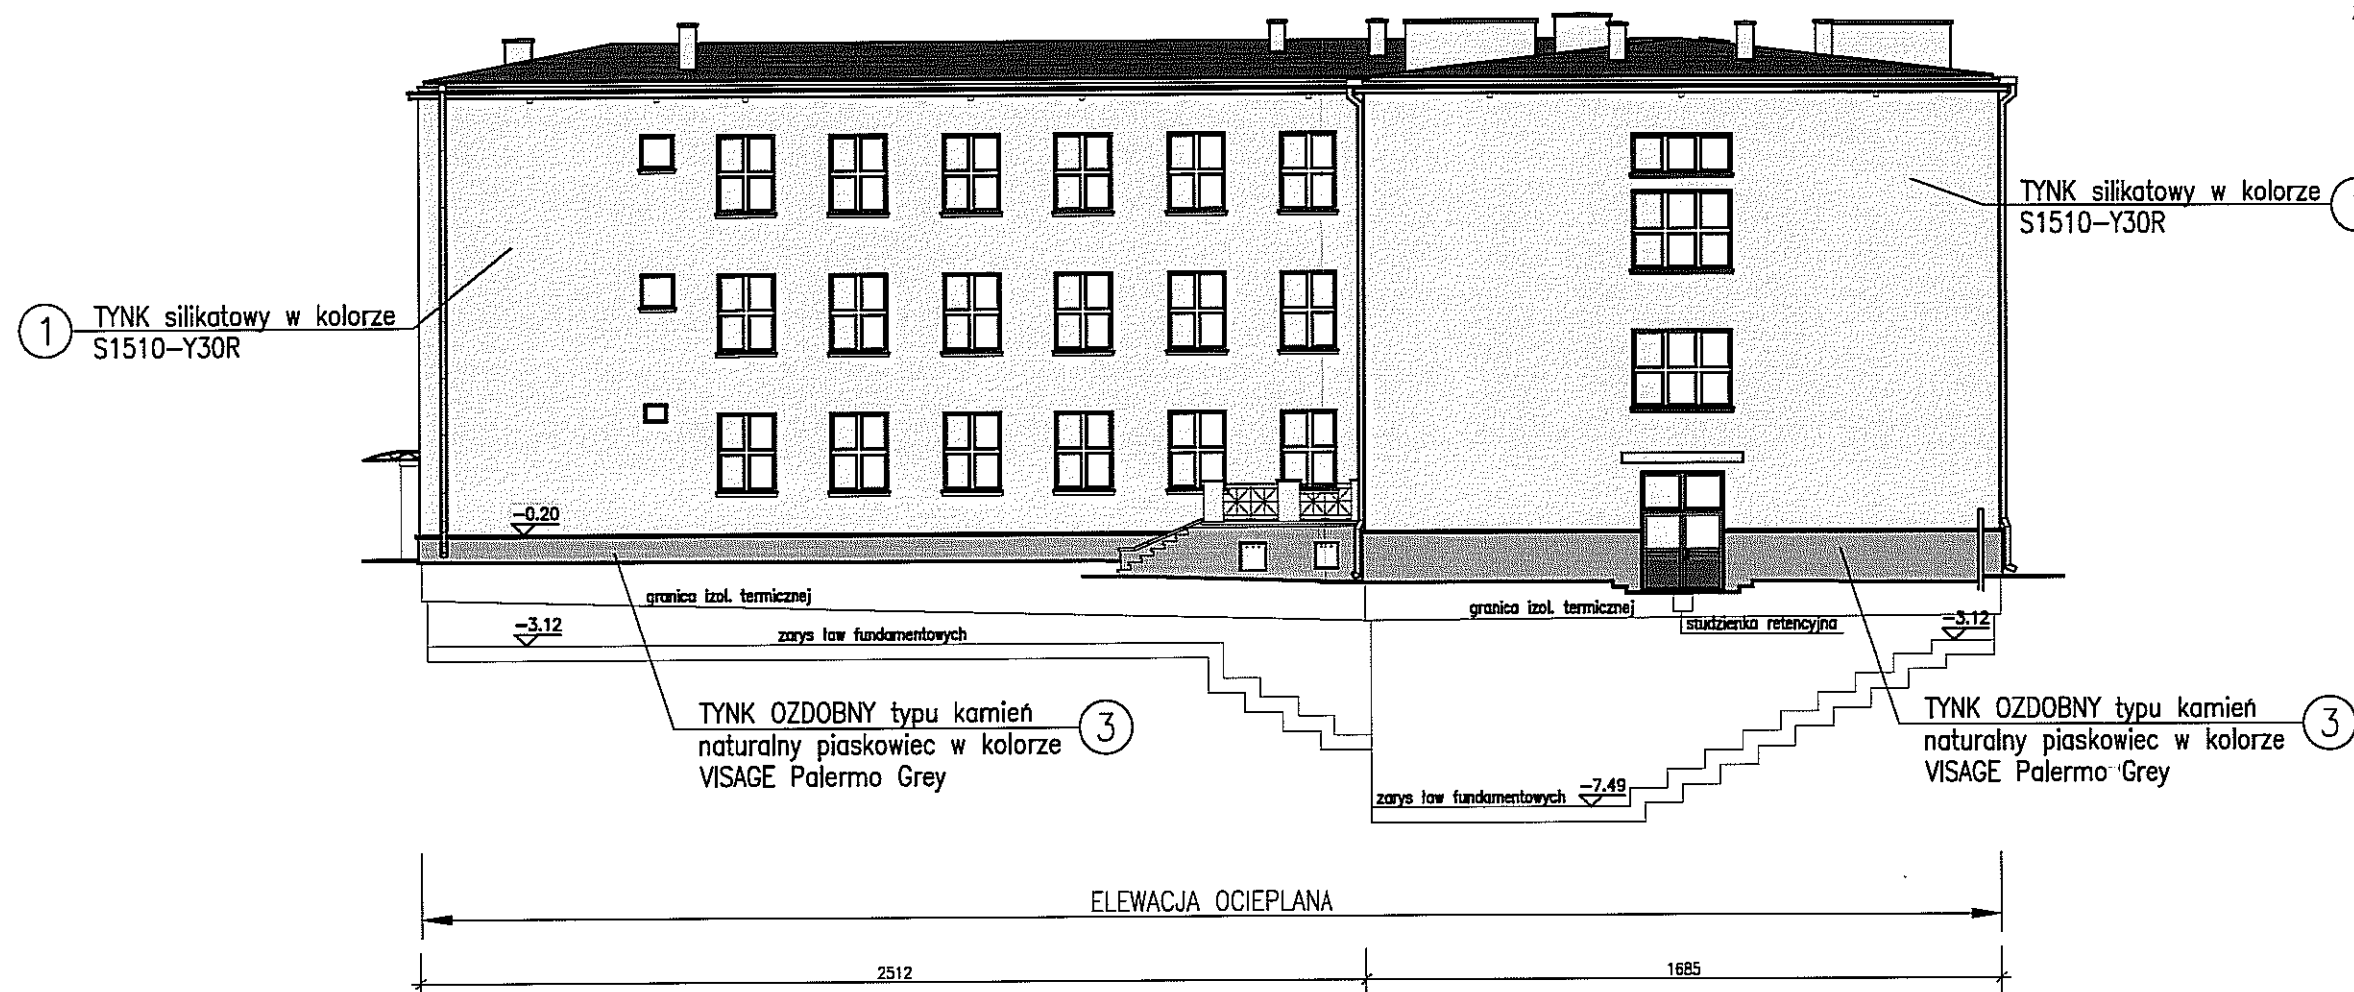 TYNK silikatowy w kolorze
S1510-Y30R
1
TYNK silikatowy w kolorze
S1510-Y30R
-0.20
granica izol. termicznej
granica izol. termicznej
-3.12
zarys ław fundamentowych
studzienka retencyjna
-3.12
TYNK OZDOBNY typu kamień
naturalny piaskowiec w kolorze
VISAGE Palermo Grey
3
TYNK OZDOBNY typu kamień
naturalny piaskowiec w kolorze
VISAGE Palermo Grey
3
zarys ław fundamentowych
-7.49
ELEWACJA OCIEPLANA
2512
1685